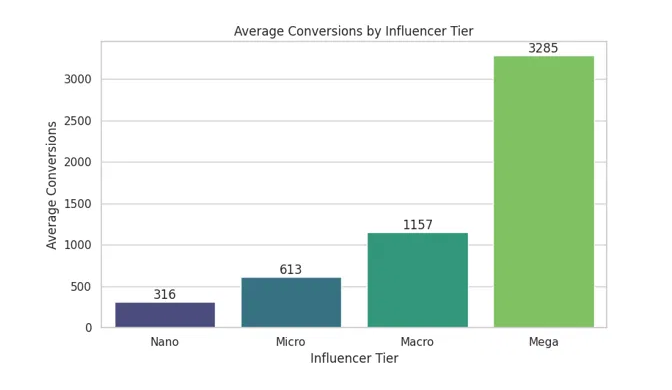 Average Conversions by Influencer Tier
3285
3000
2500
2000
1500
1157
1000
613
500
316
0
Average Conversions
Nano
Micro
Macro
Mega
Influencer Tier